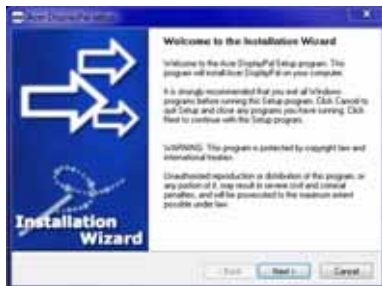 Acer DisplayPal setup
Welcome to the Installation Wizard
Welcome to the Acer DisplayPal Setup program. This
program will install Acer DisplayPal on your computer.
It is strongly recommended that you exit all Windows
programs before running this Setup program. Click Cancel to
quit Setup and close any programs you have running. Click
Next to continue with the Setup program.
WARNING: This program is protected by copyright law and
international treaties.
Unauthorized reproduction or distribution of this program, or
any portion of it, may result in severe civil and criminal
penalties, and will be prosecuted to the maximum extent
possible under law.
Installation
Wizard
< Back
Next >
Cancel